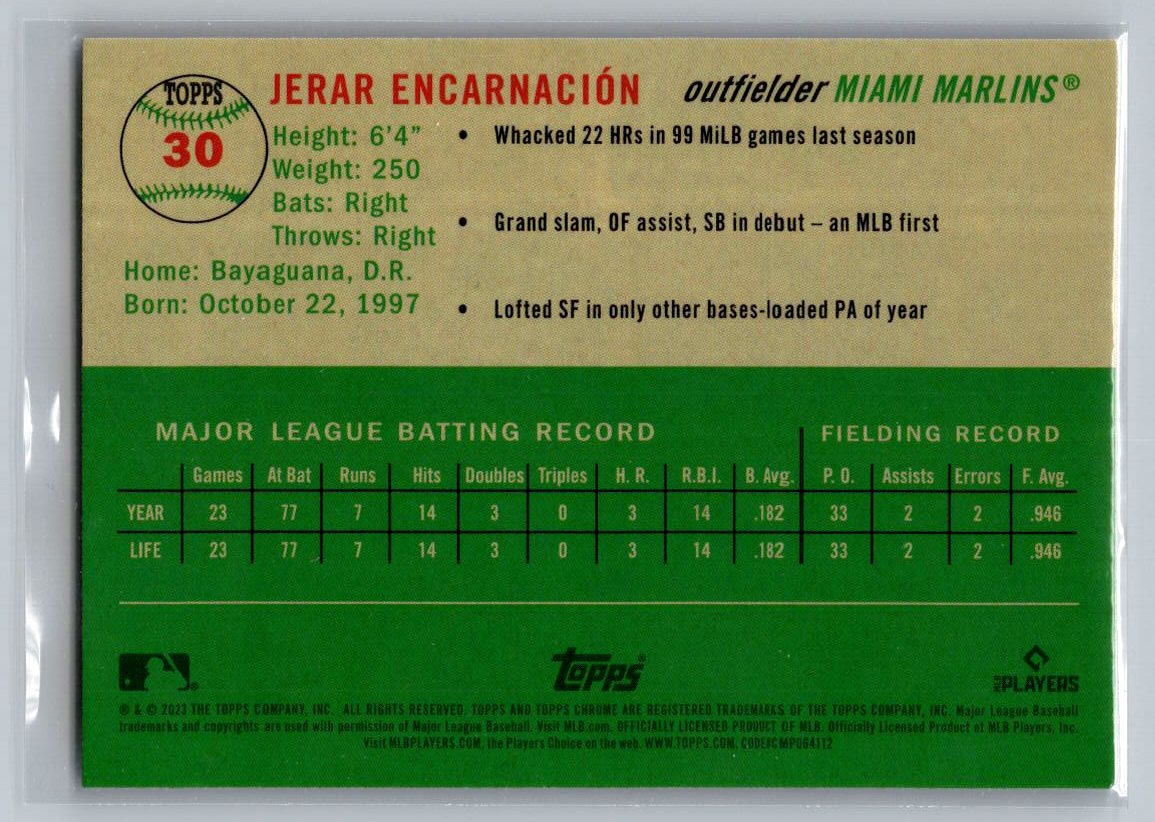 TOPPS
30
JERAR ENCARNACIÓN outfielder MIAMI MARLINS®
Height: 6'4"
Weight: 250
Bats: Right
Throws: Right
Home: Bayaguana, D.R.
Born: October 22, 1997
• Whacked 22 HRs in 99 MiLB games last season
• Grand slam, OF assist, SB in debut – an MLB first
• Lofted SF in only other bases-loaded PA of year
MAJOR LEAGUE BATTING RECORD FIELDING RECORD
Games At Bat Runs Hits Doubles Triples H. R. R.B.I. B. Avg. P. O. Assists Errors F. Avg.
YEAR 23 77 7 14 3 0 3 14 .182 33 2 2 .946
LIFE 23 77 7 14 3 0 3 14 .182 33 2 2 .946
topps®
MLB PLAYERS
® & © 2023 THE TOPPS COMPANY, INC. ALL RIGHTS RESERVED. TOPPS AND TOPPS CHROME ARE REGISTERED TRADEMARKS OF THE TOPPS COMPANY, INC. Major League Baseball
trademarks and copyrights are used with permission of Major League Baseball. Visit MLB.com. OFFICIALLY LICENSED PRODUCT OF MLB. Officially Licensed Product of MLB Players, Inc.
Visit MLBPLAYERS.COM, the Players Choice on the web. WWW.TOPPS.COM. CODE#CMP064112